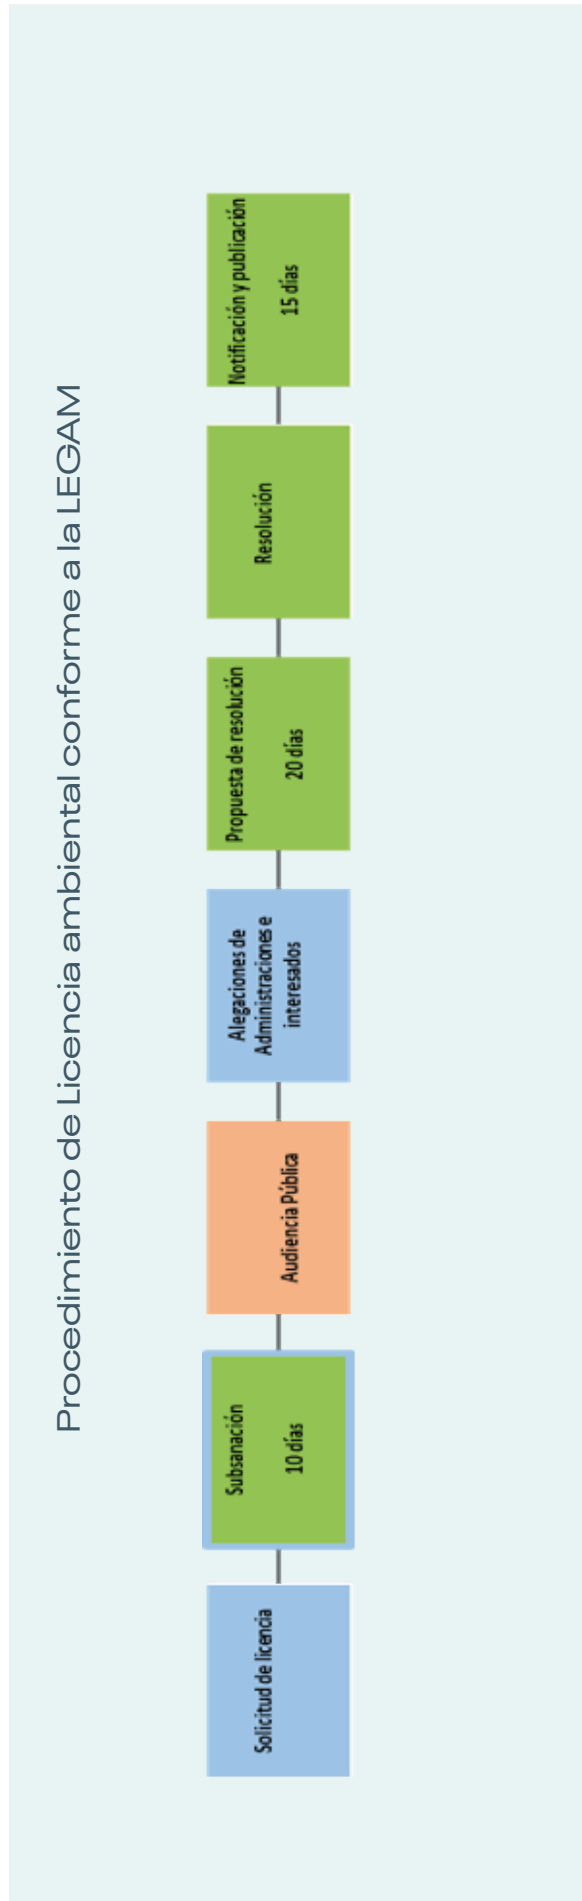 Procedimiento de Licencia ambiental conforme a la LEGAM
Solicitud de licencia
Subsanación
10 días
Audiencia Pública
Alegaciones de
Administraciones e
interesados
Propuesta de resolución
20 días
Resolución
Notificación y publicación
15 días